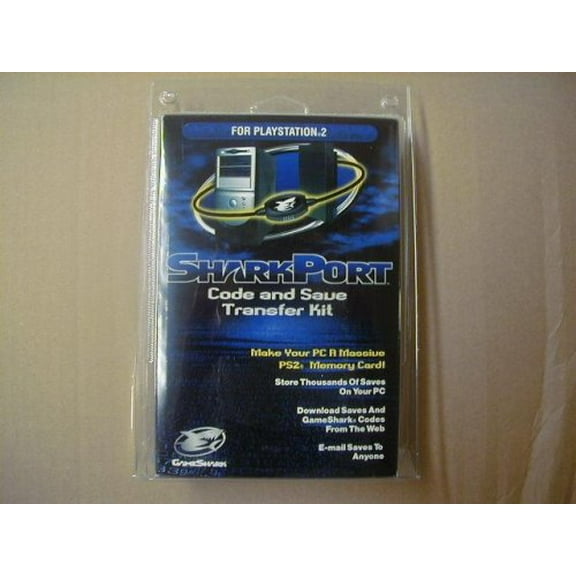 FOR PLAYSTATION®2
SHARKPORT™
Code and Save
Transfer Kit
Make Your PC A Massive
PS2® Memory Card!
Store Thousands Of Saves
On Your PC
Download Saves And
GameShark® Codes
From The Web
E-mail Saves To
Anyone
GAMESHARK